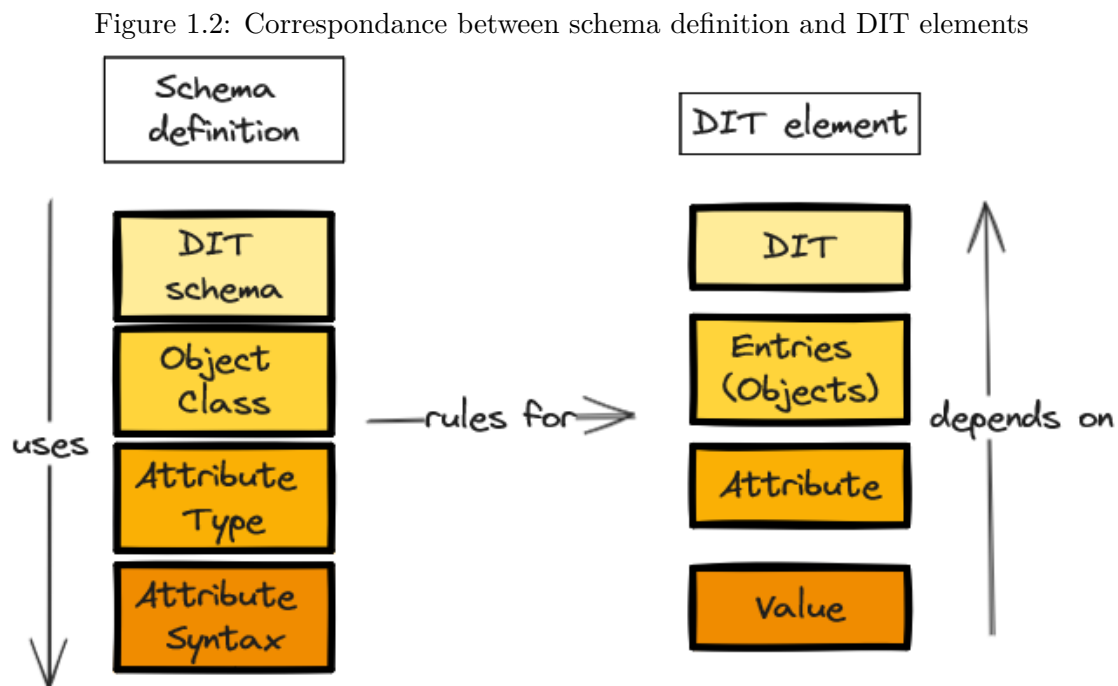 Figure 1.2: Correspondance between schema definition and DIT elements
Schema
definition
DIT element
DIT
schema
DIT
Object
Class
Entries
(Objects)
uses
rules for
depends on
Attribute
Type
Attribute
Attribute
Syntax
Value